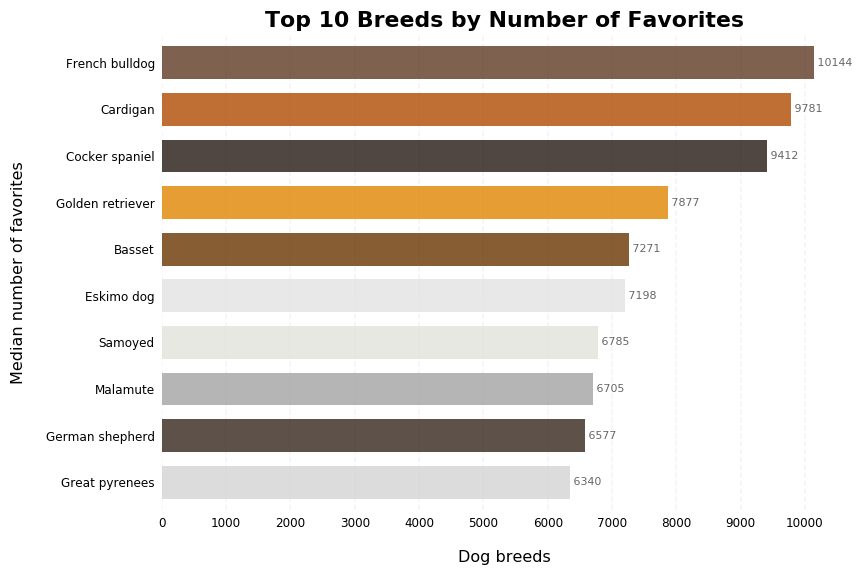 Top 10 Breeds by Number of Favorites
Median number of favorites
French bulldog 10144
Cardigan 9781
Cocker spaniel 9412
Golden retriever 7877
Basset 7271
Eskimo dog 7198
Samoyed 6785
Malamute 6705
German shepherd 6577
Great pyrenees 6340
0 1000 2000 3000 4000 5000 6000 7000 8000 9000 10000
Dog breeds